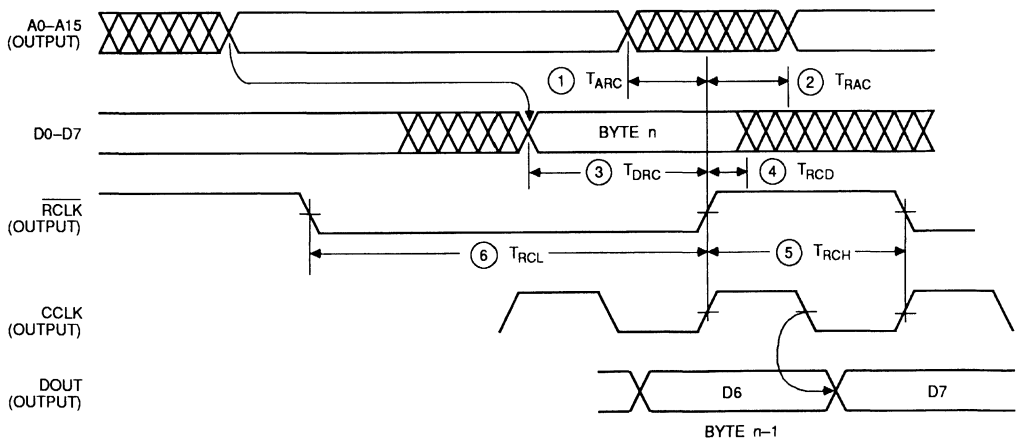 A0–A15
(OUTPUT)
1 TARC
2 TRAC
D0–D7
BYTE n
3 TDRC
4 TRCD
RCLK
(OUTPUT)
6 TRCL
5 TRCH
CCLK
(OUTPUT)
DOUT
(OUTPUT)
D6
D7
BYTE n–1